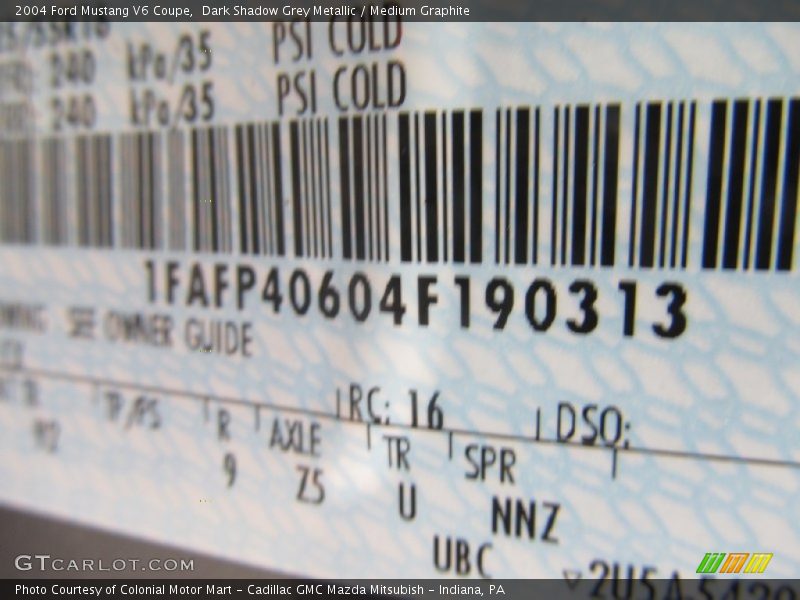 2004 Ford Mustang V6 Coupe, Dark Shadow Grey Metallic / Medium Graphite
240 kPa/35 PSI COLD
240 kPa/35 PSI COLD
1FAFP40604F190313
SEE OWNER GUIDE
RC: 16 DSO:
TP/PS R AXLE TR SPR
9 Z5 U NNZ
UBC
GTCARLOT.COM
Photo Courtesy of Colonial Motor Mart - Cadillac GMC Mazda Mitsubish - Indiana, PA